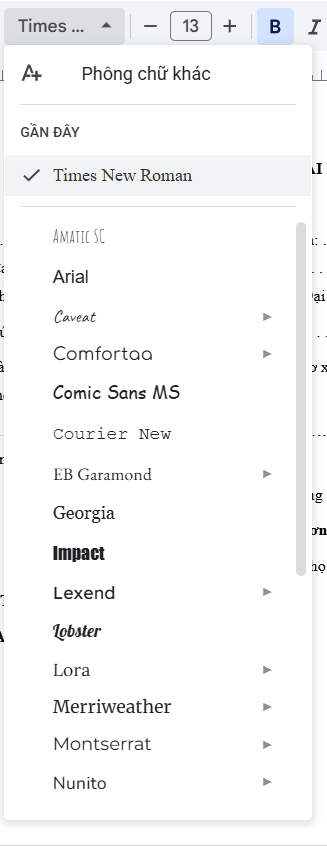 Times ... 13 B I
Phông chữ khác
GẦN ĐÂY
Times New Roman
Amatic SC
Arial
Caveat
Comfortaa
Comic Sans MS
Courier New
EB Garamond
Georgia
Impact
Lexend
Lobster
Lora
Merriweather
Montserrat
Nunito